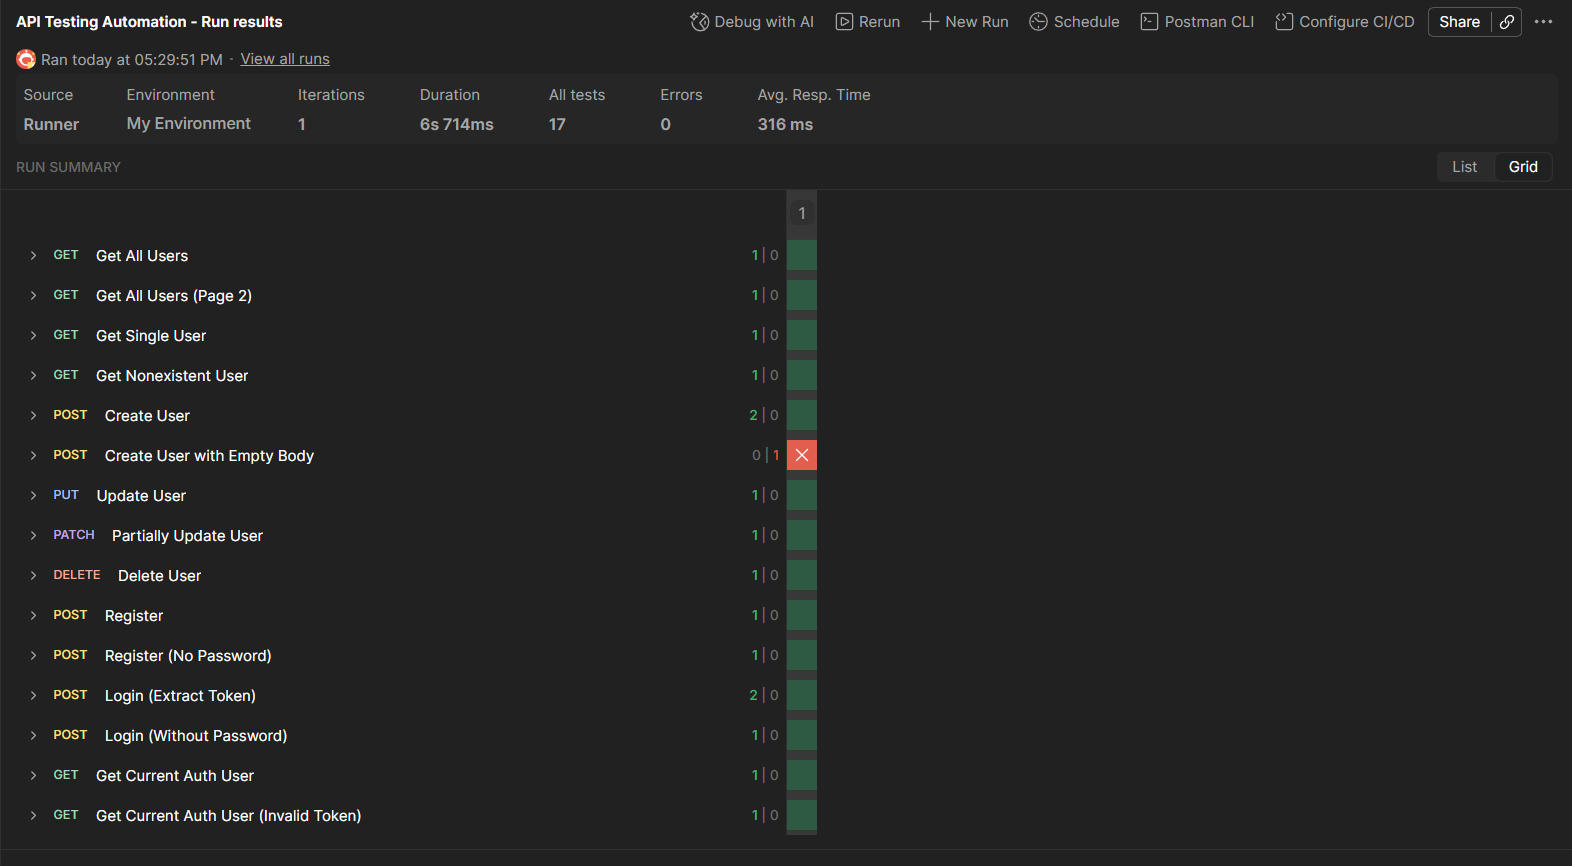 API Testing Automation - Run results
Debug with AI
Rerun
New Run
Schedule
Postman CLI
Configure CI/CD
Share
Ran today at 05:29:51 PM · View all runs
Source Environment Iterations Duration All tests Errors Avg. Resp. Time
Runner My Environment 1 6s 714ms 17 0 316 ms
RUN SUMMARY
List Grid
1
GET Get All Users 1 | 0
GET Get All Users (Page 2) 1 | 0
GET Get Single User 1 | 0
GET Get Nonexistent User 1 | 0
POST Create User 2 | 0
POST Create User with Empty Body 0 | 1
PUT Update User 1 | 0
PATCH Partially Update User 1 | 0
DELETE Delete User 1 | 0
POST Register 1 | 0
POST Register (No Password) 1 | 0
POST Login (Extract Token) 2 | 0
POST Login (Without Password) 1 | 0
GET Get Current Auth User 1 | 0
GET Get Current Auth User (Invalid Token) 1 | 0